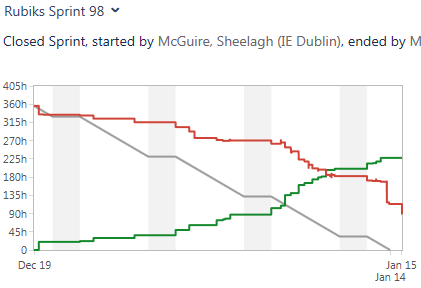 Rubiks Sprint 98
Closed Sprint, started by McGuire, Sheelagh (IE Dublin), ended by M
405h
360h
315h
270h
225h
180h
135h
90h
45h
0
Dec 19
Jan 15
Jan 14